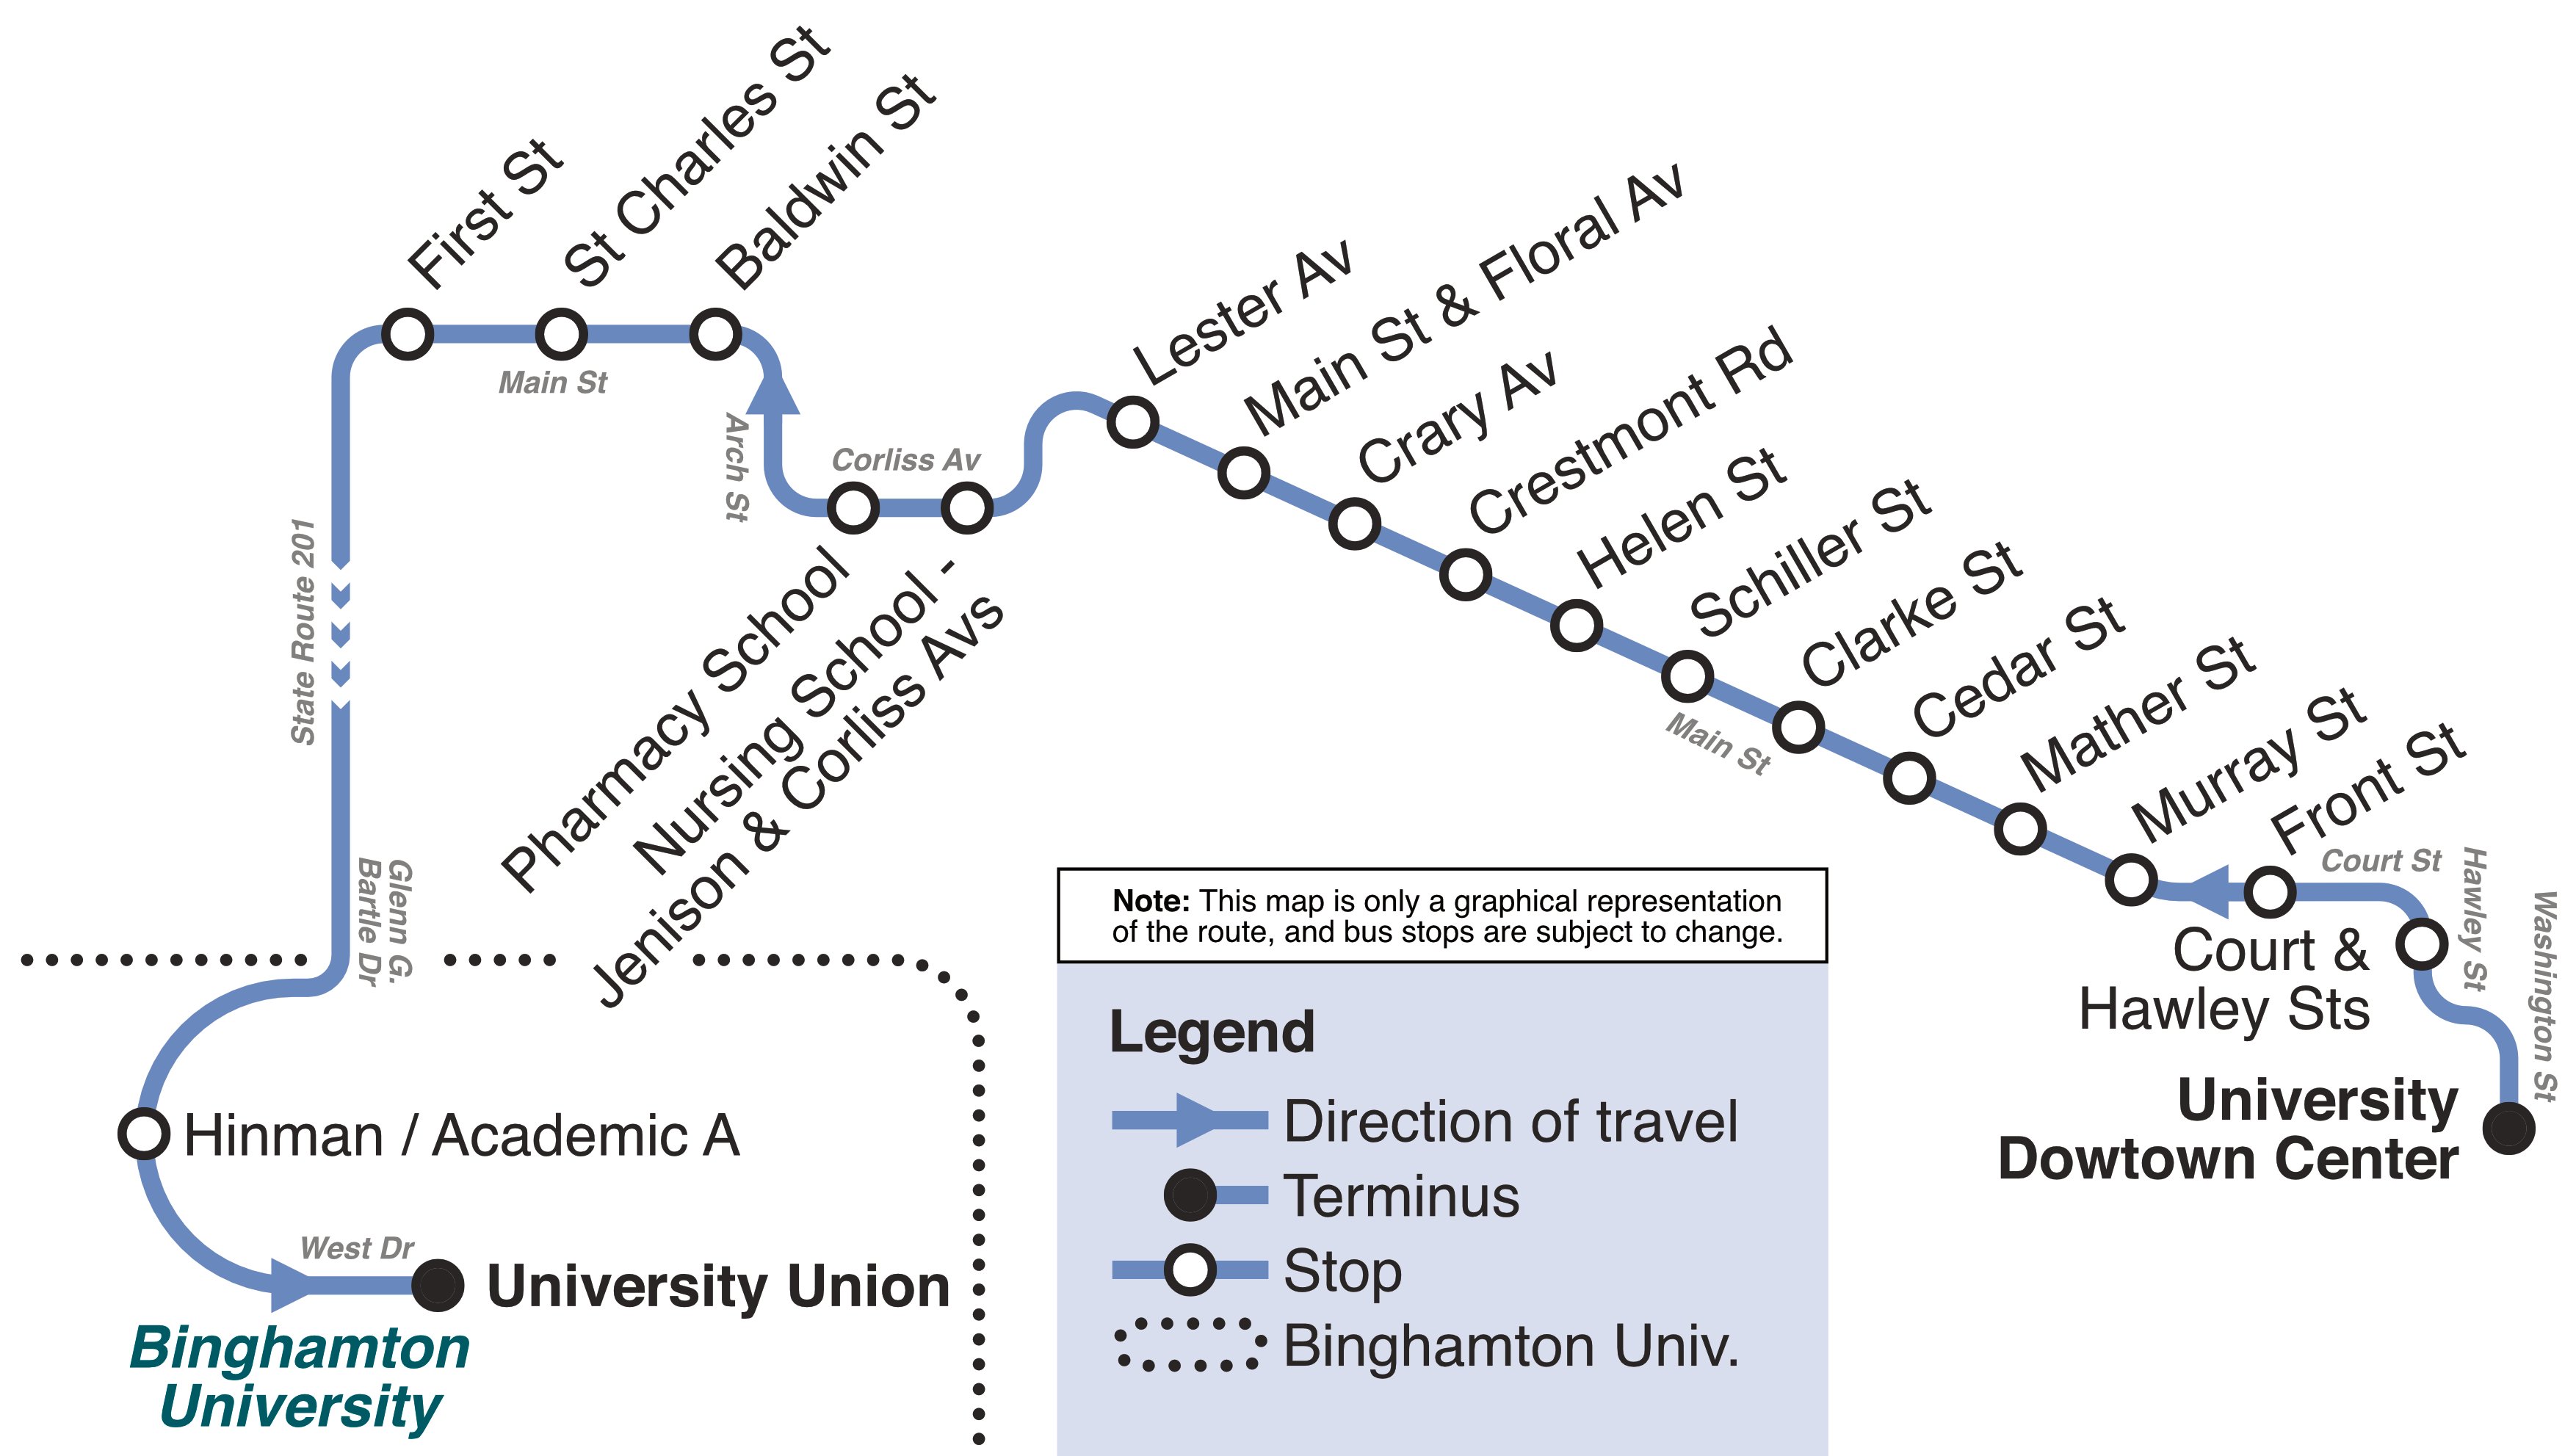 First St
St Charles St
Baldwin St
Main St
Arch St
Corliss Av
Pharmacy School
Nursing School -
Jenison & Corliss Avs
Lester Av
Main St & Floral Av
Crary Av
Crestmont Rd
Helen St
Schiller St
Clarke St
Cedar St
Mather St
Murray St
Front St
Main St
Court St
Hawley St
Washington St
Court &
Hawley Sts
University
Dowtown Center
State Route 201
Glenn G.
Bartle Dr
Hinman / Academic A
West Dr
University Union
Binghamton
University
Note: This map is only a graphical representation
of the route, and bus stops are subject to change.
Legend
Direction of travel
Terminus
Stop
Binghamton Univ.